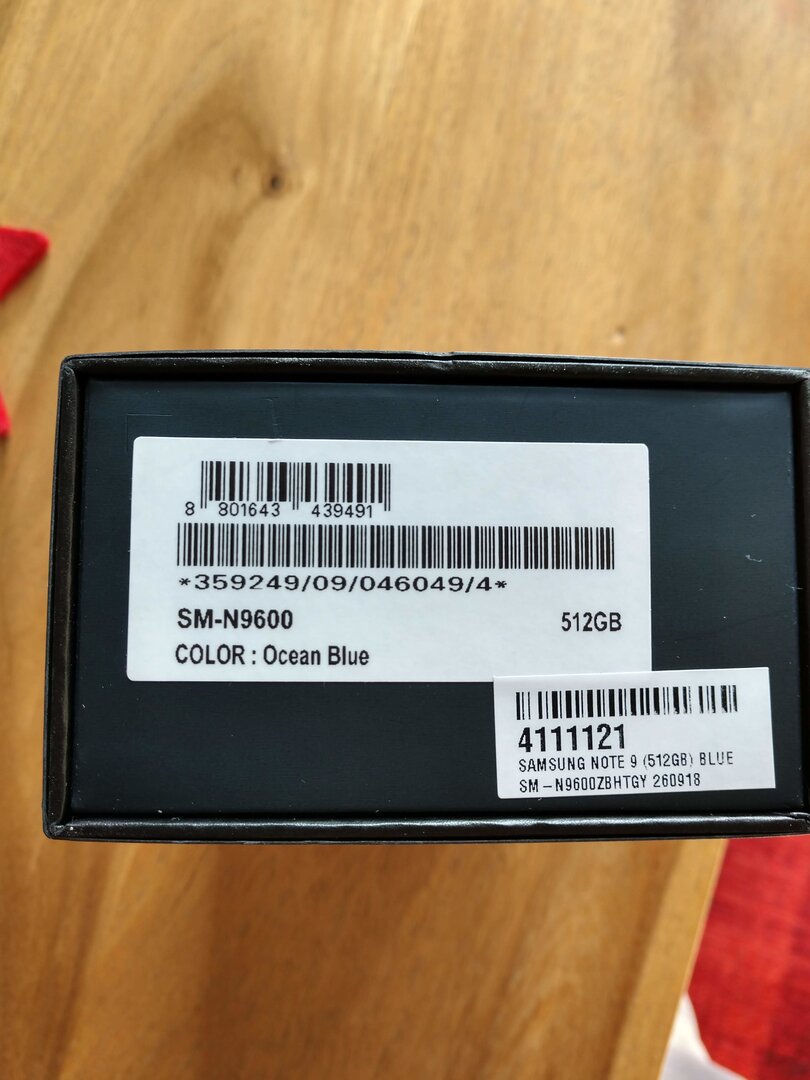 8 801643 439491
*359249/09/046049/4*
SM-N9600 512GB
COLOR : Ocean Blue
4111121
SAMSUNG NOTE 9 (512GB) BLUE
SM-N9600ZBHTGY 260918